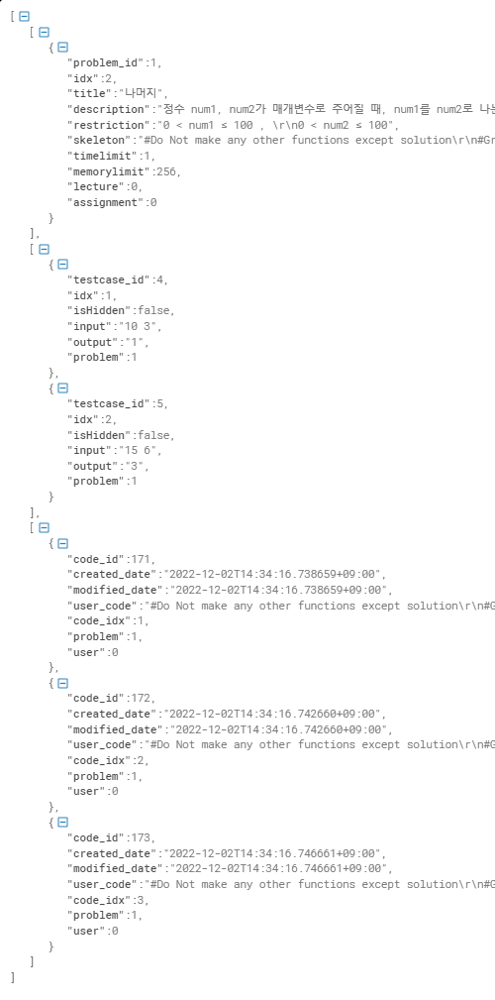 [
[
{
"problem_id":1,
"idx":2,
"title":"나머지",
"description":"정수 num1, num2가 매개변수로 주어질 때, num1를 num2로 나눈
"restriction":"0 < num1 ≤ 100 , \r\n0 < num2 ≤ 100",
"skeleton":"#Do Not make any other functions except solution\r\n#Gr
"timelimit":1,
"memorylimit":256,
"lecture":0,
"assignment":0
}
],
[
{
"testcase_id":4,
"idx":1,
"isHidden":false,
"input":"10 3",
"output":"1",
"problem":1
},
{
"testcase_id":5,
"idx":2,
"isHidden":false,
"input":"15 6",
"output":"3",
"problem":1
}
],
[
{
"code_id":171,
"created_date":"2022-12-02T14:34:16.738659+09:00",
"modified_date":"2022-12-02T14:34:16.738659+09:00",
"user_code":"#Do Not make any other functions except solution\r\n#G
"code_idx":1,
"problem":1,
"user":0
},
{
"code_id":172,
"created_date":"2022-12-02T14:34:16.742660+09:00",
"modified_date":"2022-12-02T14:34:16.742660+09:00",
"user_code":"#Do Not make any other functions except solution\r\n#G
"code_idx":2,
"problem":1,
"user":0
},
{
"code_id":173,
"created_date":"2022-12-02T14:34:16.746661+09:00",
"modified_date":"2022-12-02T14:34:16.746661+09:00",
"user_code":"#Do Not make any other functions except solution\r\n#G
"code_idx":3,
"problem":1,
"user":0
}
]
]